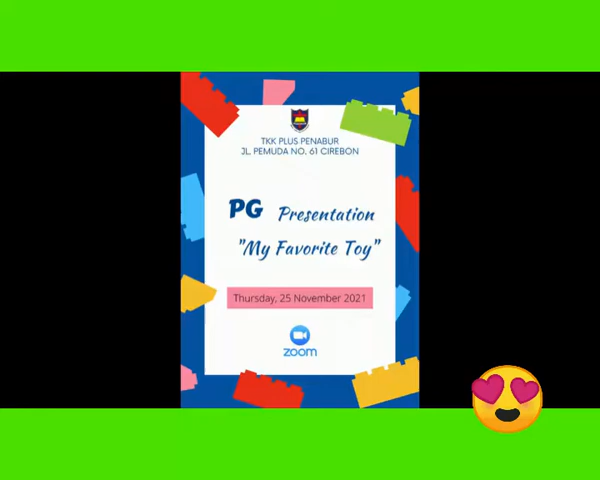 TKK PLUS PENABUR
JL. PEMUDA NO. 61 CIREBON
PG Presentation
"My Favorite Toy"
Thursday, 25 November 2021
zoom